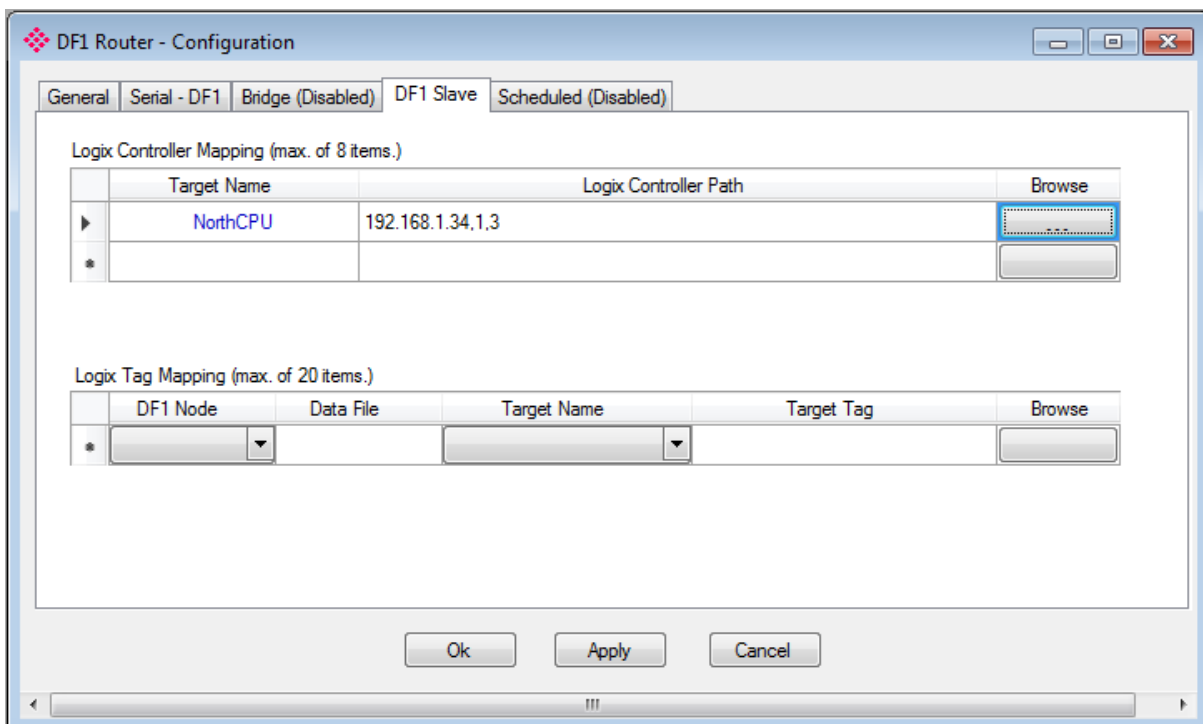 DF1 Router - Configuration
General Serial - DF1 Bridge (Disabled) DF1 Slave Scheduled (Disabled)
Logix Controller Mapping (max. of 8 items.)
Target Name Logix Controller Path Browse
NorthCPU 192.168.1.34,1,3 ...
Logix Tag Mapping (max. of 20 items.)
DF1 Node Data File Target Name Target Tag Browse
Ok Apply Cancel